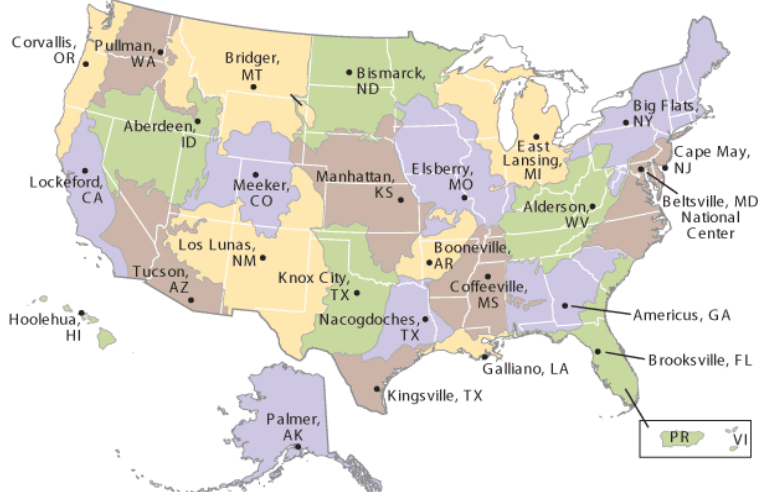 Corvallis,
OR
Pullman,
WA
Bridger,
MT
Bismarck,
ND
Big Flats,
NY
East
Lansing,
MI
Aberdeen,
ID
Cape May,
NJ
Lockeford,
CA
Meeker,
CO
Manhattan,
KS
Elsberry,
MO
Alderson,
WV
Beltsville, MD
National
Center
Los Lunas,
NM
Booneville,
AR
Tucson,
AZ
Knox City,
TX
Coffeeville,
MS
Hoolehua,
HI
Nacogdoches,
TX
Americus, GA
Galliano, LA
Brooksville, FL
Kingsville, TX
Palmer,
AK
PR
VI